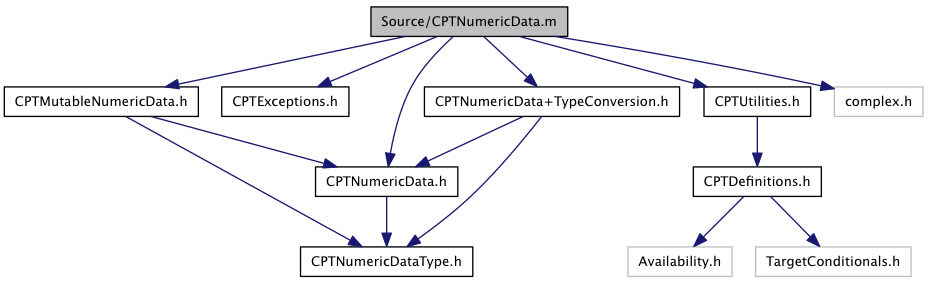 Source/CPTNumericData.m
CPTMutableNumericData.h
CPTExceptions.h
CPTNumericData+TypeConversion.h
CPTUtilities.h
complex.h
CPTNumericData.h
CPTDefinitions.h
CPTNumericDataType.h
Availability.h
TargetConditionals.h